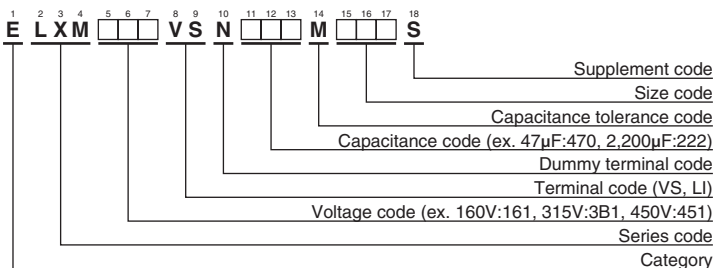 1 2 3 4 5 6 7 8 9 10 11 12 13 14 15 16 17 18
E L X M □□□ V S N □□□ M □□□ S
Supplement code
Size code
Capacitance tolerance code
Capacitance code (ex. 47µF:470, 2,200µF:222)
Dummy terminal code
Terminal code (VS, LI)
Voltage code (ex. 160V:161, 315V:3B1, 450V:451)
Series code
Category